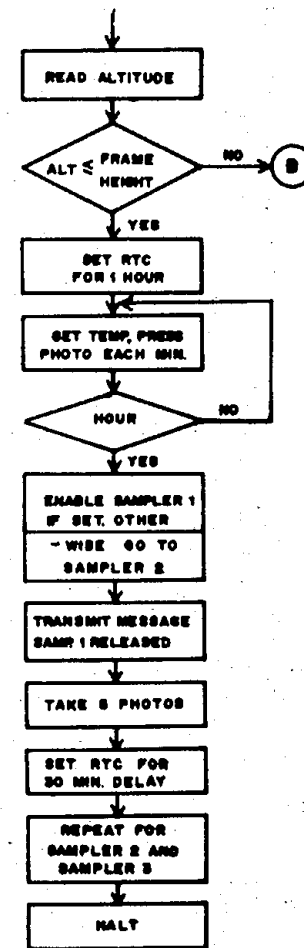 READ ALTITUDE
ALT ≤ FRAME
HEIGHT
NO
B
YES
SET RTC
FOR 1 HOUR
GET TEMP, PRESS
PHOTO EACH MIN.
HOUR
NO
YES
ENABLE SAMPLER 1
IF SET, OTHER
-WISE GO TO
SAMPLER 2
TRANSMIT MESSAGE
SAMP. 1 RELEASED
TAKE 5 PHOTOS
SET RTC FOR
30 MIN. DELAY
REPEAT FOR
SAMPLER 2 AND
SAMPLER 3
HALT